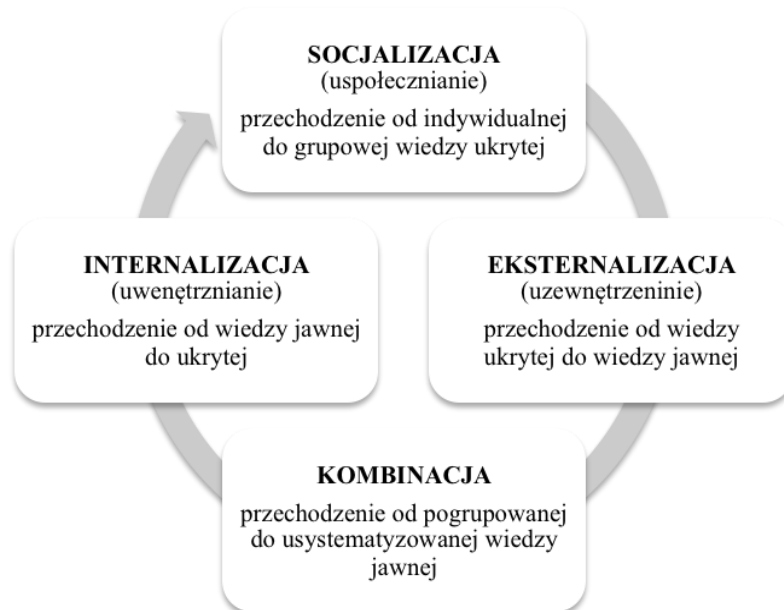 SOCJALIZACJA
(uspołecznianie)
przechodzenie od indywidualnej
do grupowej wiedzy ukrytej
INTERNALIZACJA
(uwenętrznianie)
przechodzenie od wiedzy jawnej
do ukrytej
EKSTERNALIZACJA
(uzewnętrzeninie)
przechodzenie od wiedzy
ukrytej do wiedzy jawnej
KOMBINACJA
przechodzenie od pogrupowanej
do usystematyzowanej wiedzy
jawnej